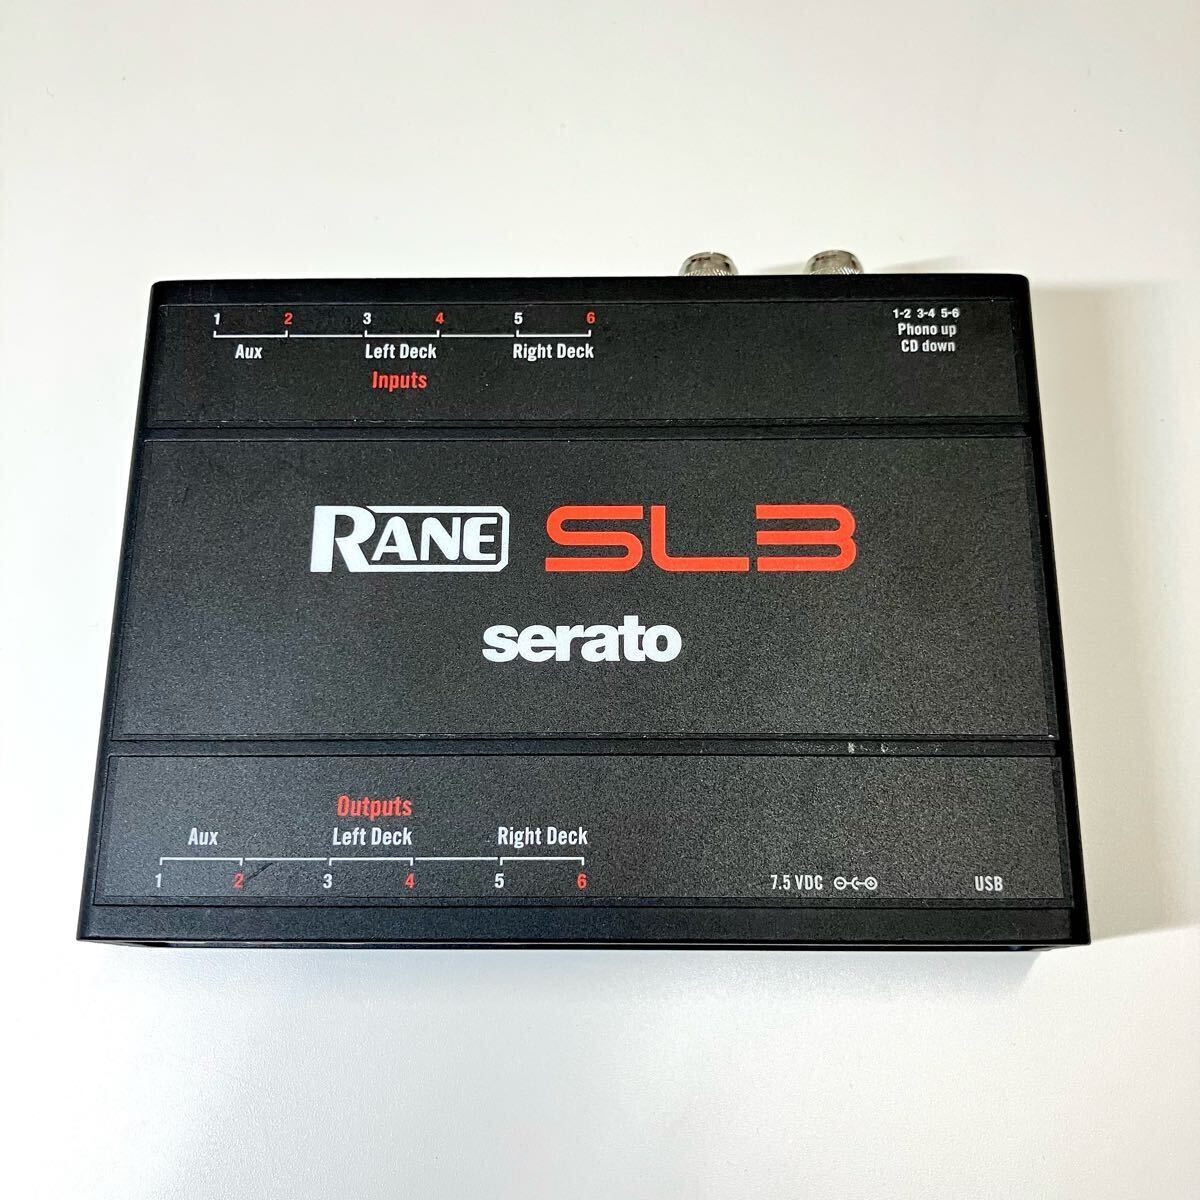 1 2 3 4 5 6
Aux Left Deck Right Deck
Inputs
1-2 3-4 5-6
Phono up
CD down
RANE SL3
serato
Outputs
Aux Left Deck Right Deck
1 2 3 4 5 6
7.5 VDC
USB